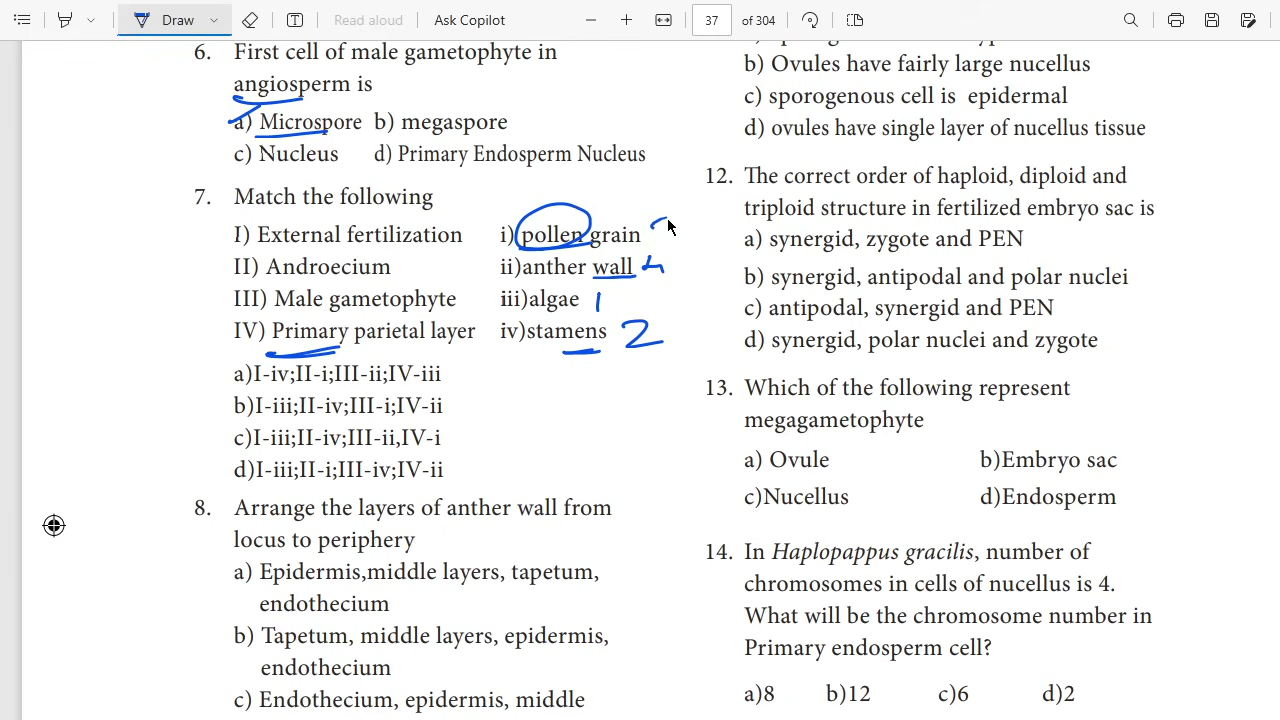 Draw
Read aloud
Ask Copilot
37
of 304
6. First cell of male gametophyte in
angiosperm is
a) Microspore b) megaspore
c) Nucleus d) Primary Endosperm Nucleus
7. Match the following
I) External fertilization i) pollen grain
II) Androecium ii)anther wall 4
III) Male gametophyte iii)algae 1
IV) Primary parietal layer iv)stamens 2
a)I-iv;II-i;III-ii;IV-iii
b)I-iii;II-iv;III-i;IV-ii
c)I-iii;II-iv;III-ii,IV-i
d)I-iii;II-i;III-iv;IV-ii
8. Arrange the layers of anther wall from
locus to periphery
a) Epidermis,middle layers, tapetum,
endothecium
b) Tapetum, middle layers, epidermis,
endothecium
c) Endothecium, epidermis, middle
b) Ovules have fairly large nucellus
c) sporogenous cell is epidermal
d) ovules have single layer of nucellus tissue
12. The correct order of haploid, diploid and
triploid structure in fertilized embryo sac is
a) synergid, zygote and PEN
b) synergid, antipodal and polar nuclei
c) antipodal, synergid and PEN
d) synergid, polar nuclei and zygote
13. Which of the following represent
megagametophyte
a) Ovule b)Embryo sac
c)Nucellus d)Endosperm
14. In Haplopappus gracilis, number of
chromosomes in cells of nucellus is 4.
What will be the chromosome number in
Primary endosperm cell?
a)8 b)12 c)6 d)2